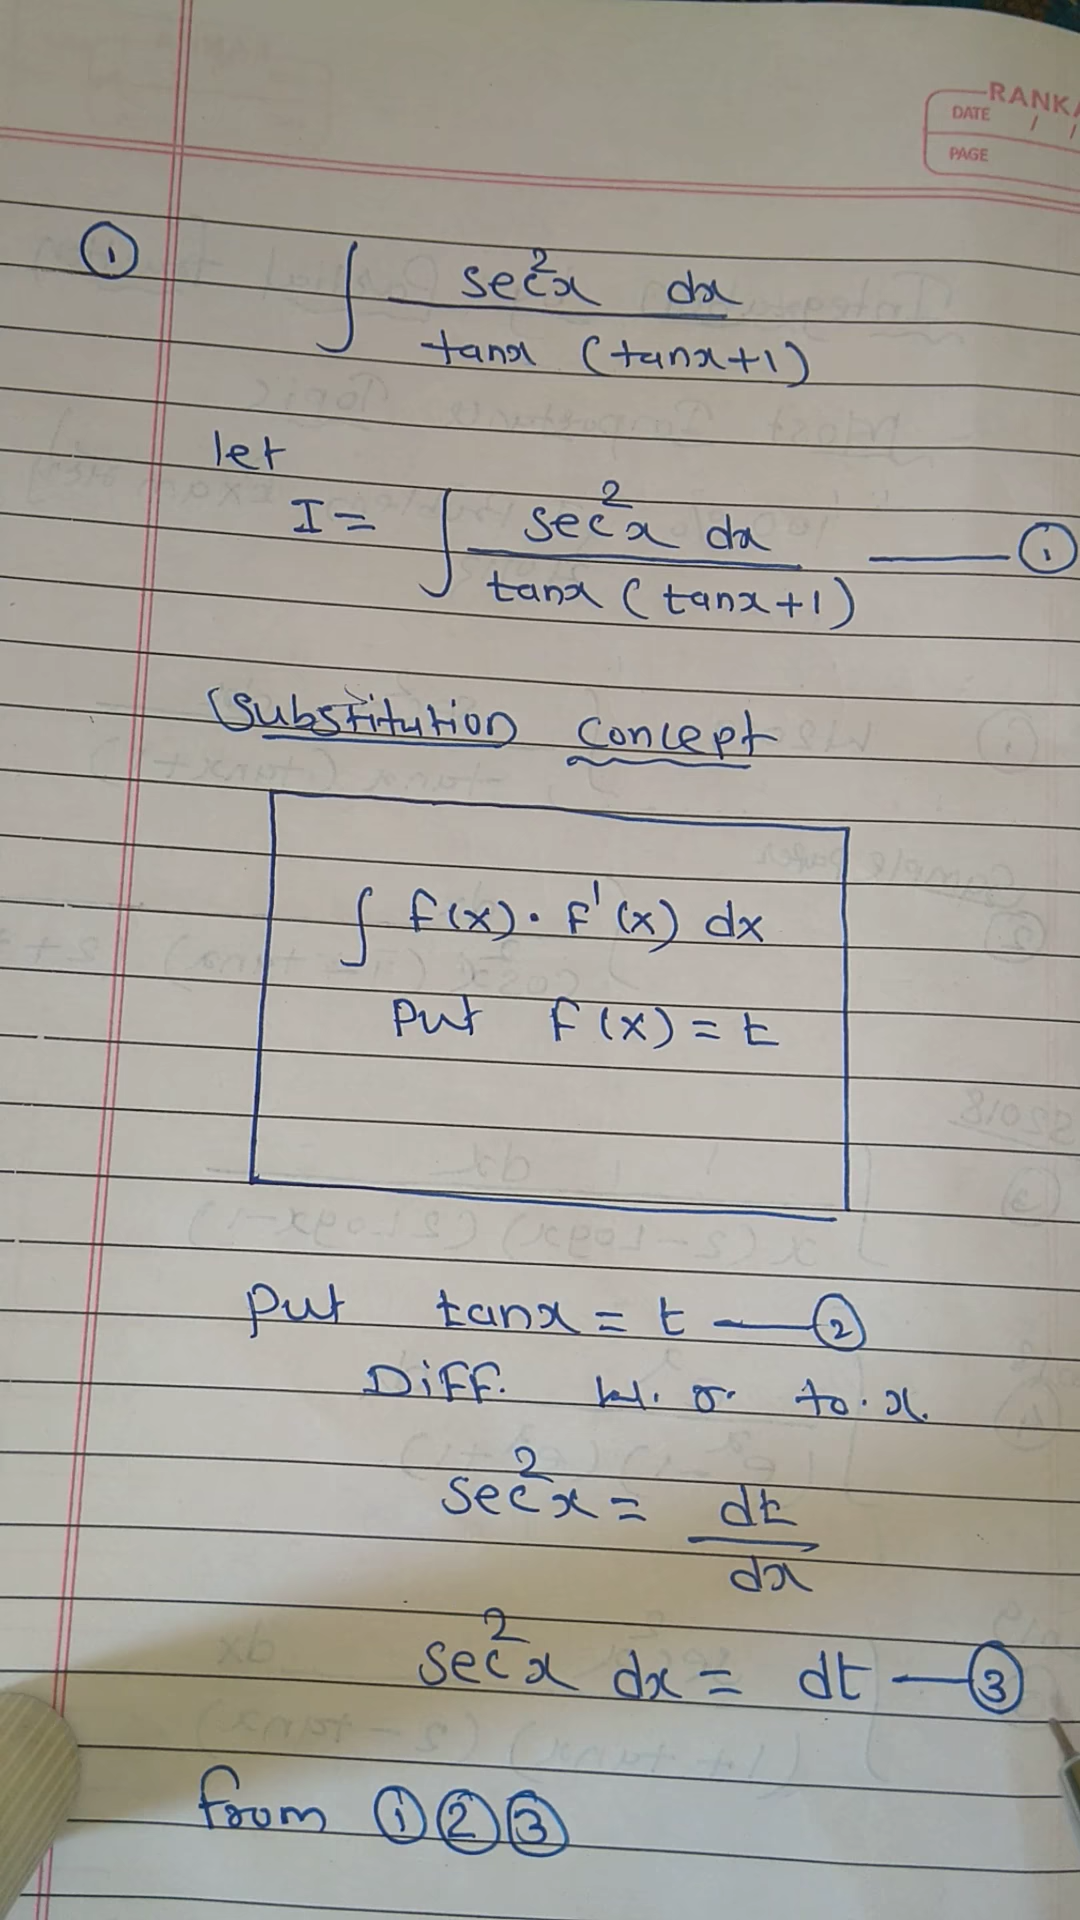 RANKA
DATE / /
PAGE
① ∫ sec²x dx / tanx (tanx+1)
let
I = ∫ sec²x dx / tanx (tanx+1) —— ①
Substitution Concept
∫ f(x) · f'(x) dx
Put f(x) = t
Put tanx = t —— ②
Diff. w. r. to. x.
sec²x = dt / dx
sec²x dx = dt —— ③
from ① ② ③